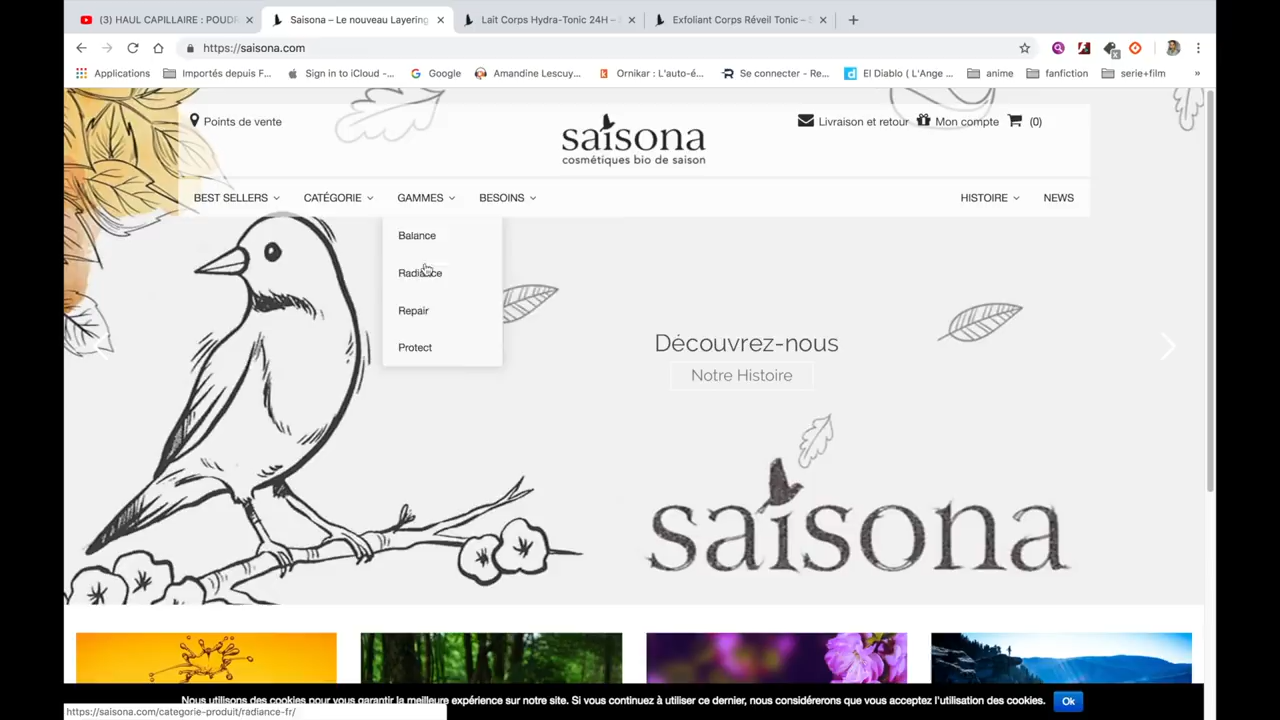 (3) HAUL CAPILLAIRE : POUDR
Saisona – Le nouveau Layering
Lait Corps Hydra-Tonic 24H –
Exfoliant Corps Réveil Tonic –
https://saisona.com
Applications
Importés depuis F...
Sign in to iCloud -...
Google
Amandine Lescuy...
Ornikar : L'auto-é...
Se connecter - Re...
El Diablo ( L'Ange ...
anime
fanfiction
serie+film
Points de vente
saisona
cosmétiques bio de saison
Livraison et retour
Mon compte
(0)
BEST SELLERS
CATÉGORIE
GAMMES
BESOINS
HISTOIRE
NEWS
Balance
Radiance
Repair
Protect
Découvrez-nous
Notre Histoire
saisona
Nous utilisons des cookies pour vous garantir la meilleure expérience sur notre site. Si vous continuez à utiliser ce dernier, nous considérerons que vous acceptez l'utilisation des cookies.
Ok
https://saisona.com/categorie-produit/radiance-fr/